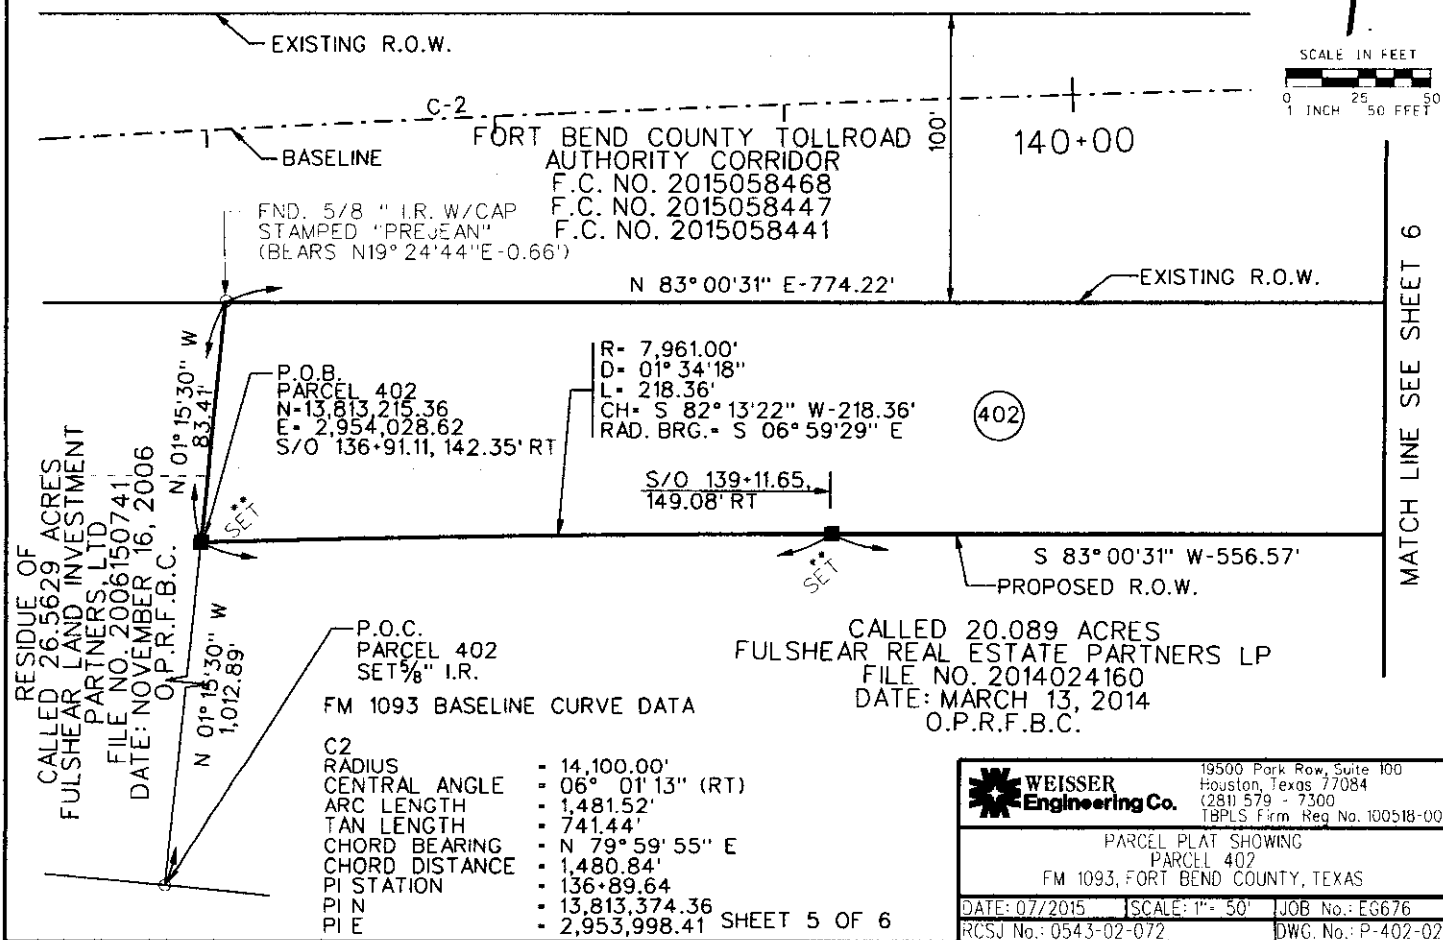 EXISTING R.O.W.
SCALE IN FEET
0 25 50
1 INCH 50 FEET
C-2
BASELINE
FORT BEND COUNTY TOLLROAD
AUTHORITY CORRIDOR
F.C. NO. 2015058468
F.C. NO. 2015058447
F.C. NO. 2015058441
100'
140+00
FND. 5/8 " I.R. W/CAP
STAMPED "PREJEAN"
(BEARS N19° 24'44"E-0.66')
N 83° 00'31" E-774.22'
EXISTING R.O.W.
MATCH LINE SEE SHEET 6
N 01° 15'30" W
83.41'
P.O.B.
PARCEL 402
N=13,813,215.36
E= 2,954,028.62
S/O 136+91.11, 142.35' RT
R= 7,961.00'
D= 01° 34'18"
L= 218.36'
CH= S 82° 13'22" W-218.36'
RAD. BRG.= S 06° 59'29" E
402
S/O 139+11.65,
149.08' RT
SET**
SET**
S 83° 00'31" W-556.57'
PROPOSED R.O.W.
RESIDUE OF
CALLED 26.5629 ACRES
FULSHEAR LAND INVESTMENT
PARTNERS, LTD
FILE NO. 2006150741
DATE: NOVEMBER 16, 2006
O.P.R.F.B.C.
N 01° 15'30" W
1,012.89'
P.O.C.
PARCEL 402
SET 5/8" I.R.
CALLED 20.089 ACRES
FULSHEAR REAL ESTATE PARTNERS LP
FILE NO. 2014024160
DATE: MARCH 13, 2014
O.P.R.F.B.C.
FM 1093 BASELINE CURVE DATA
C2
RADIUS = 14,100.00'
CENTRAL ANGLE = 06° 01'13" (RT)
ARC LENGTH = 1,481.52'
TAN LENGTH = 741.44'
CHORD BEARING = N 79° 59'55" E
CHORD DISTANCE = 1,480.84'
PI STATION = 136+89.64
PI N = 13,813,374.36
PI E = 2,953,998.41
SHEET 5 OF 6
WEISSER
Engineering Co.
19500 Park Row, Suite 100
Houston, Texas 77084
(281) 579 - 7300
TBPLS Firm Reg No. 100518-00
PARCEL PLAT SHOWING
PARCEL 402
FM 1093, FORT BEND COUNTY, TEXAS
DATE: 07/2015 SCALE: 1"= 50' JOB No.: EG676
RCSJ No.: 0543-02-072 DWG. No.: P-402-02